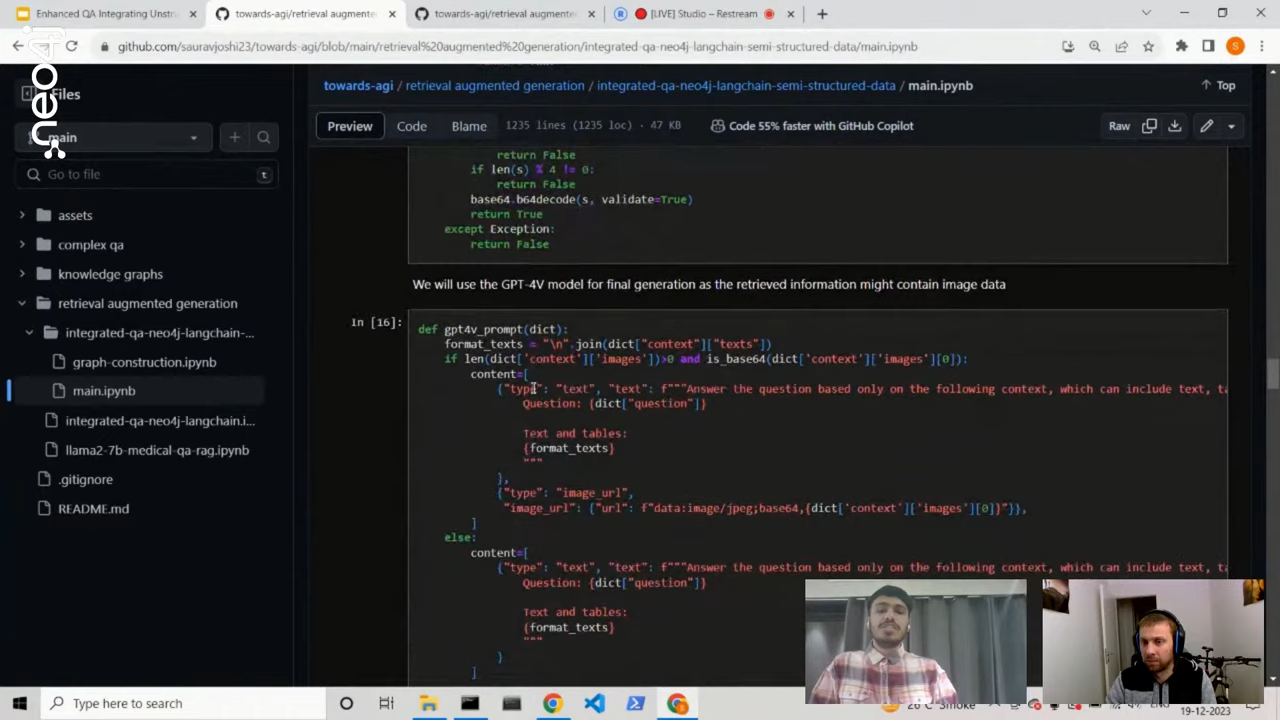 Enhanced QA Integrating Unstr
towards-agi/retrieval augmente
towards-agi/retrieval augmente
[LIVE] Studio – Restream
github.com/sauravjoshi23/towards-agi/blob/main/retrieval%20augmented%20generation/integrated-qa-neo4j-langchain-semi-structured-data/main.ipynb
neo4j
Files
towards-agi / retrieval augmented generation / integrated-qa-neo4j-langchain-semi-structured-data / main.ipynb
Top
main
Preview
Code
Blame
1235 lines (1235 loc) · 47 KB
Code 55% faster with GitHub Copilot
Raw
Go to file
t
assets
complex qa
knowledge graphs
retrieval augmented generation
integrated-qa-neo4j-langchain-...
graph-construction.ipynb
main.ipynb
integrated-qa-neo4j-langchain.i...
llama2-7b-medical-qa-rag.ipynb
.gitignore
README.md
return False
if len(s) % 4 != 0:
return False
base64.b64decode(s, validate=True)
return True
except Exception:
return False
We will use the GPT-4V model for final generation as the retrieved information might contain image data
In [16]:
def gpt4v_prompt(dict):
format_texts = "\n".join(dict["context"]["texts"])
if len(dict['context']['images'])>0 and is_base64(dict['context']['images'][0]):
content=[
{"type": "text", "text": f"""Answer the question based only on the following context, which can include text, ta
Question: {dict["question"]}
Text and tables:
{format_texts}
"""
},
{"type": "image_url",
"image_url": {"url": f"data:image/jpeg;base64,{dict['context']['images'][0]}"}},
]
else:
content=[
{"type": "text", "text": f"""Answer the question based only on the following context, which can include text, ta
Question: {dict["question"]}
Text and tables:
{format_texts}
"""
}
]
Type here to search
26°C Smoke
ENG
19-12-2023